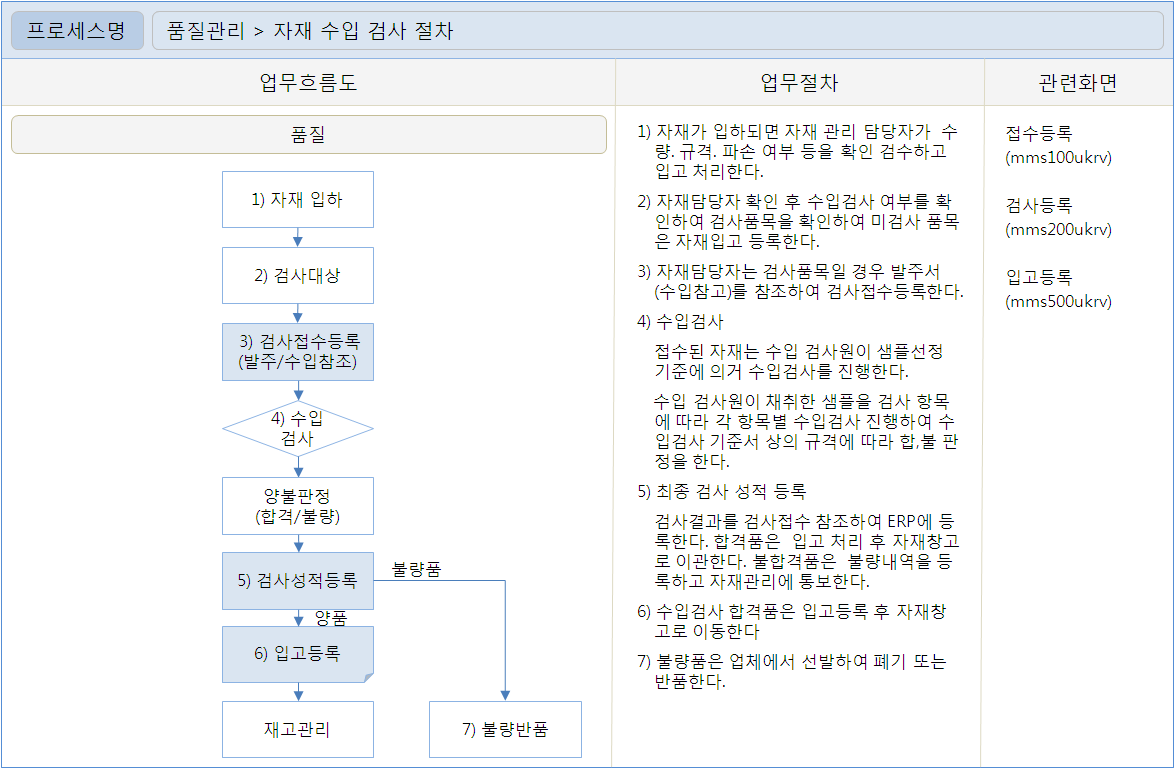 프로세스명
품질관리 > 자재 수입 검사 절차
업무흐름도
업무절차
관련화면
품질
1) 자재 입하
2) 검사대상
3) 검사접수등록
(발주/수입참조)
4) 수입
검사
양불판정
(합격/불량)
5) 검사성적등록
불량품
양품
6) 입고등록
재고관리
7) 불량반품
1) 자재가 입하되면 자재 관리 담당자가 수
량. 규격. 파손 여부 등을 확인 검수하고
입고 처리한다.
2) 자재담당자 확인 후 수입검사 여부를 확
인하여 검사품목을 확인하여 미검사 품목
은 자재입고 등록한다.
3) 자재담당자는 검사품목일 경우 발주서
(수입참고)를 참조하여 검사접수등록한다.
4) 수입검사
접수된 자재는 수입 검사원이 샘플선정
기준에 의거 수입검사를 진행한다.
수입 검사원이 채취한 샘플을 검사 항목
에 따라 각 항목별 수입검사 진행하여 수
입검사 기준서 상의 규격에 따라 합,불 판
정을 한다.
5) 최종 검사 성적 등록
검사결과를 검사접수 참조하여 ERP에 등
록한다. 합격품은 입고 처리 후 자재창고
로 이관한다. 불합격품은 불량내역을 등
록하고 자재관리에 통보한다.
6) 수입검사 합격품은 입고등록 후 자재창
고로 이동한다
7) 불량품은 업체에서 선발하여 폐기 또는
반품한다.
접수등록
(mms100ukrv)
검사등록
(mms200ukrv)
입고등록
(mms500ukrv)